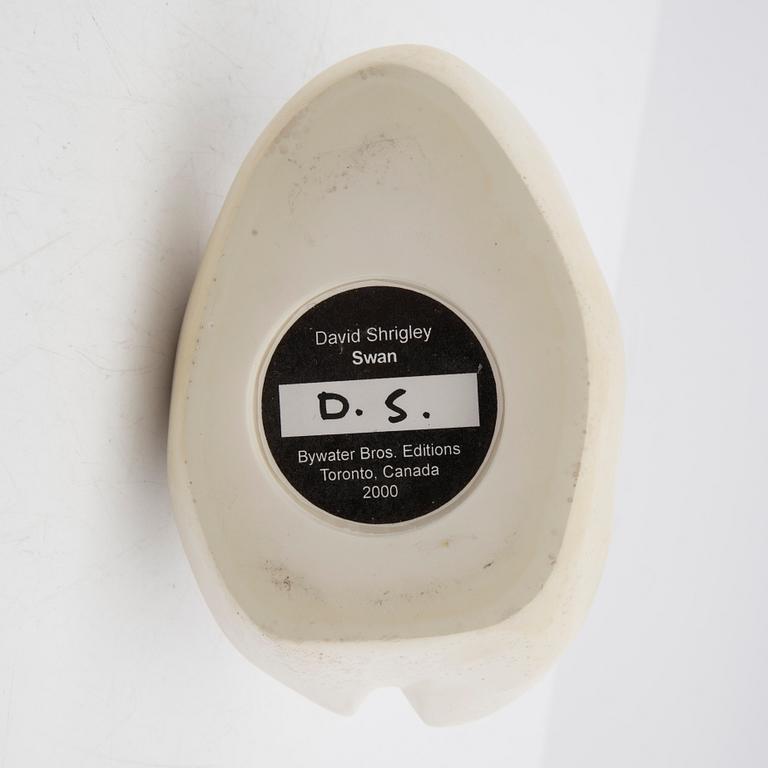 David Shrigley
Swan
D. S.
Bywater Bros. Editions
Toronto, Canada
2000